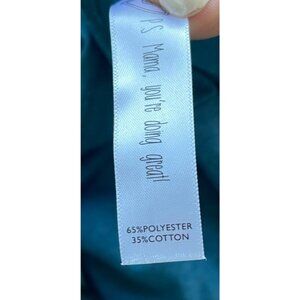 P.S. Mama, you're doing great!
65%POLYESTER
35%COTTON